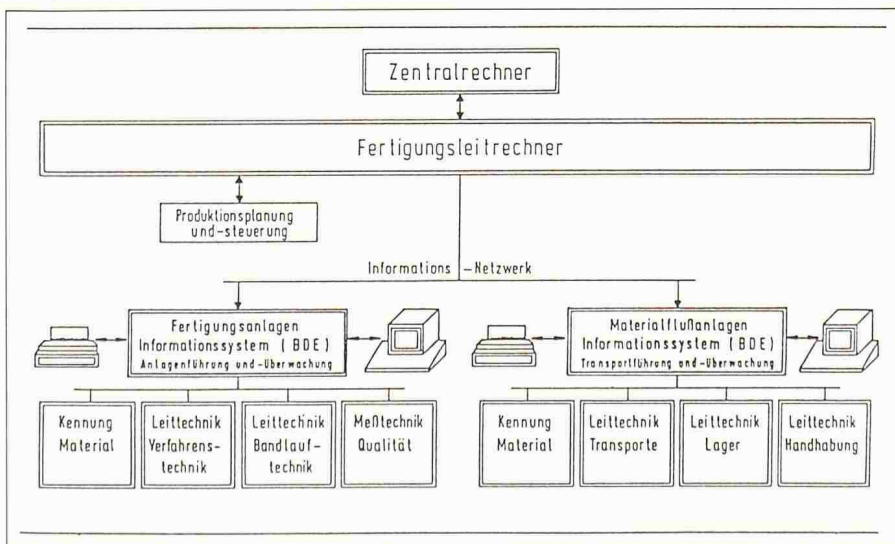 Zentralrechner
Fertigungsleitrechner
Produktionsplanung
und-steuerung
Informations-Netzwerk
Fertigungsanlagen
Informationssystem (BDE)
Anlagenführung und-Überwachung
Materialflußanlagen
Informationssystem (BDE)
Transportführung und-überwachung
Kennung
Material
Leittechnik
Verfahrens-
technik
Leittechnik
Bandlauf-
technik
Meßtechnik
Qualität
Kennung
Material
Leittechnik
Transporte
Leittechnik
Lager
Leittechnik
Handhabung